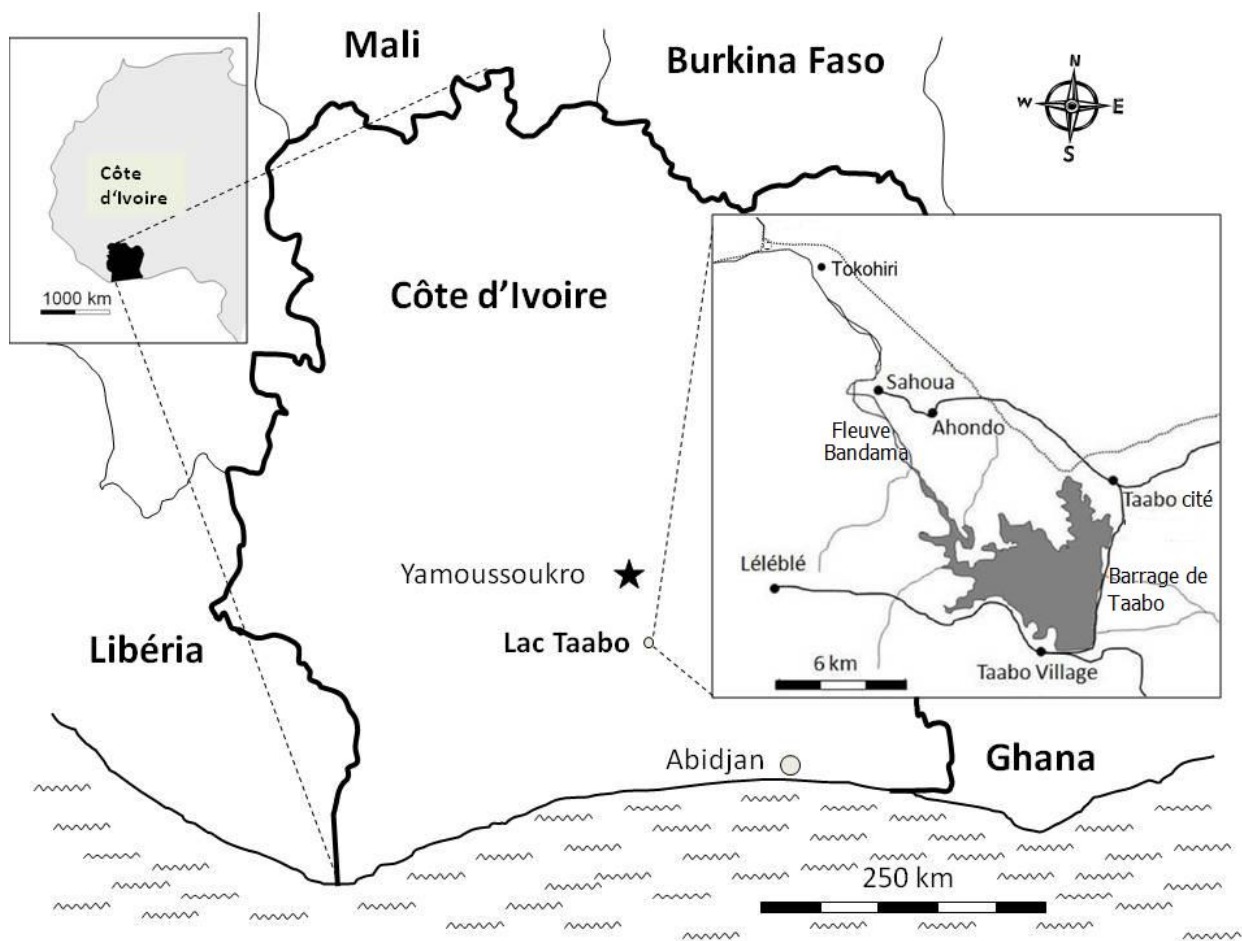 Mali
Burkina Faso
N
W
E
S
Côte
d'Ivoire
1000 km
Côte d'Ivoire
Tokohiri
Sahoua
Ahondo
Fleuve
Bandama
Taabo cité
Léléblé
Barrage de
Taabo
Taabo Village
6 km
Yamoussoukro
Lac Taabo
Libéria
Abidjan
Ghana
250 km